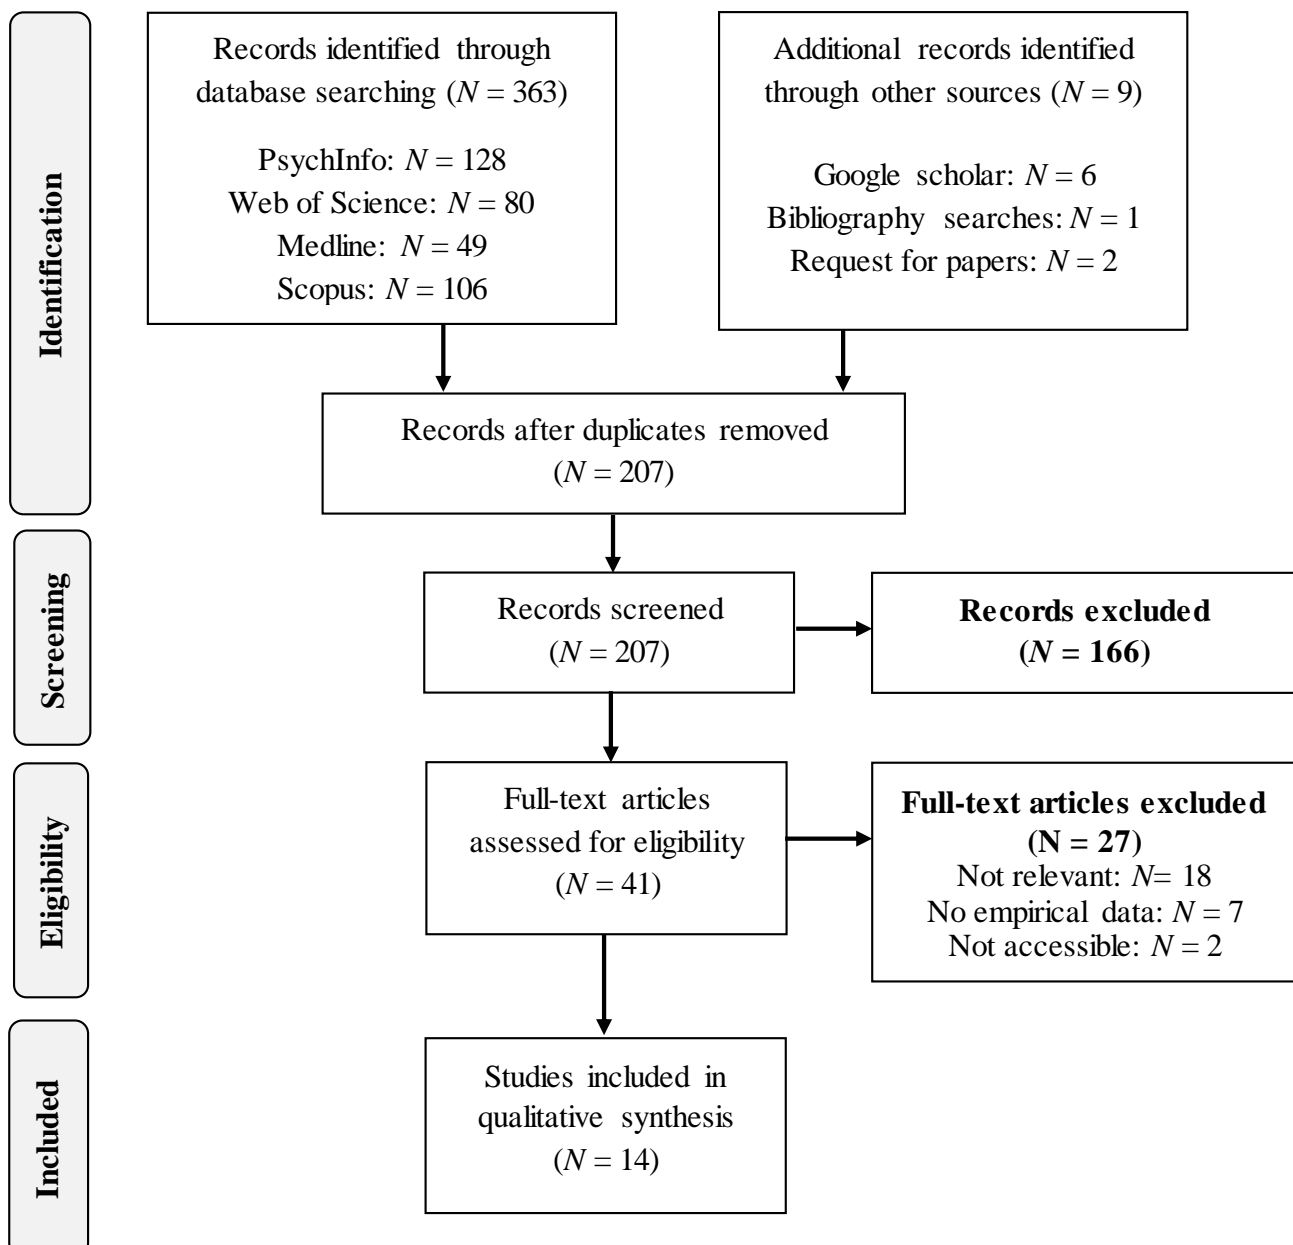 Identification
Records identified through
database searching (N = 363)
PsychInfo: N = 128
Web of Science: N = 80
Medline: N = 49
Scopus: N = 106
Additional records identified
through other sources (N = 9)
Google scholar: N = 6
Bibliography searches: N = 1
Request for papers: N = 2
Records after duplicates removed
(N = 207)
Screening
Records screened
(N = 207)
Records excluded
(N = 166)
Eligibility
Full-text articles
assessed for eligibility
(N = 41)
Full-text articles excluded
(N = 27)
Not relevant: N= 18
No empirical data: N = 7
Not accessible: N = 2
Included
Studies included in
qualitative synthesis
(N = 14)